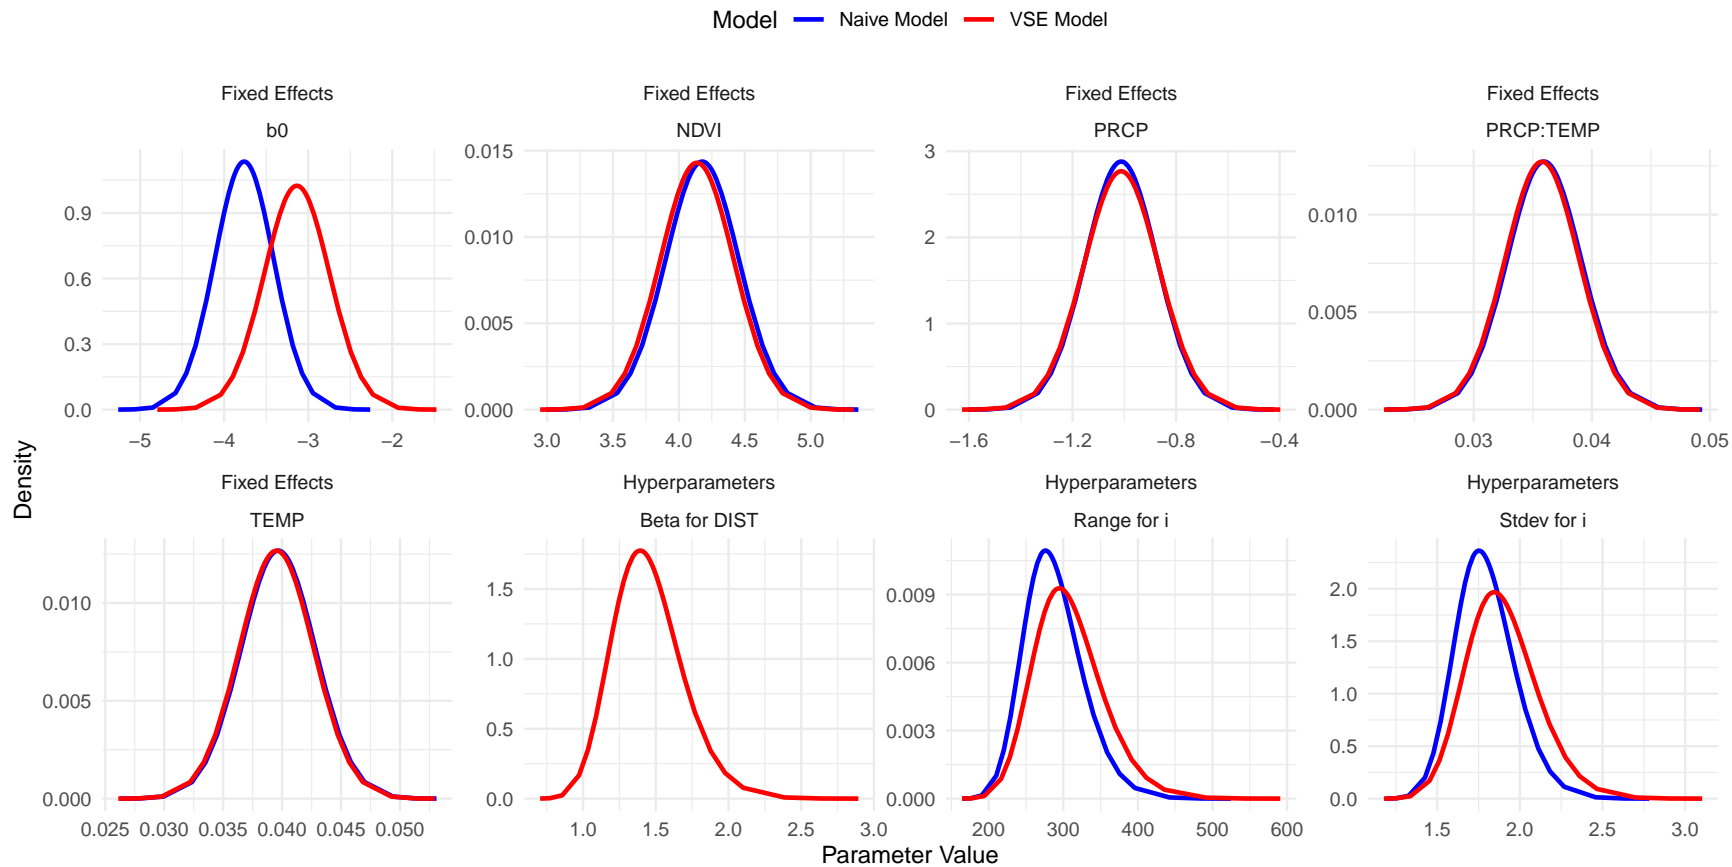 Model Naive Model VSE Model
Fixed Effects Fixed Effects Fixed Effects Fixed Effects
b0 NDVI PRCP PRCP:TEMP
0.9
0.6
0.3
0.0
−5 −4 −3 −2
0.015
0.010
0.005
0.000
3.0 3.5 4.0 4.5 5.0
3
2
1
0
−1.6 −1.2 −0.8 −0.4
0.010
0.005
0.000
0.03 0.04 0.05
Density
Fixed Effects Hyperparameters Hyperparameters Hyperparameters
TEMP Beta for DIST Range for i Stdev for i
0.010
0.005
0.000
0.025 0.030 0.035 0.040 0.045 0.050
1.5
1.0
0.5
0.0
1.0 1.5 2.0 2.5 3.0
0.009
0.006
0.003
0.000
200 300 400 500 600
2.0
1.5
1.0
0.5
0.0
1.5 2.0 2.5 3.0
Parameter Value